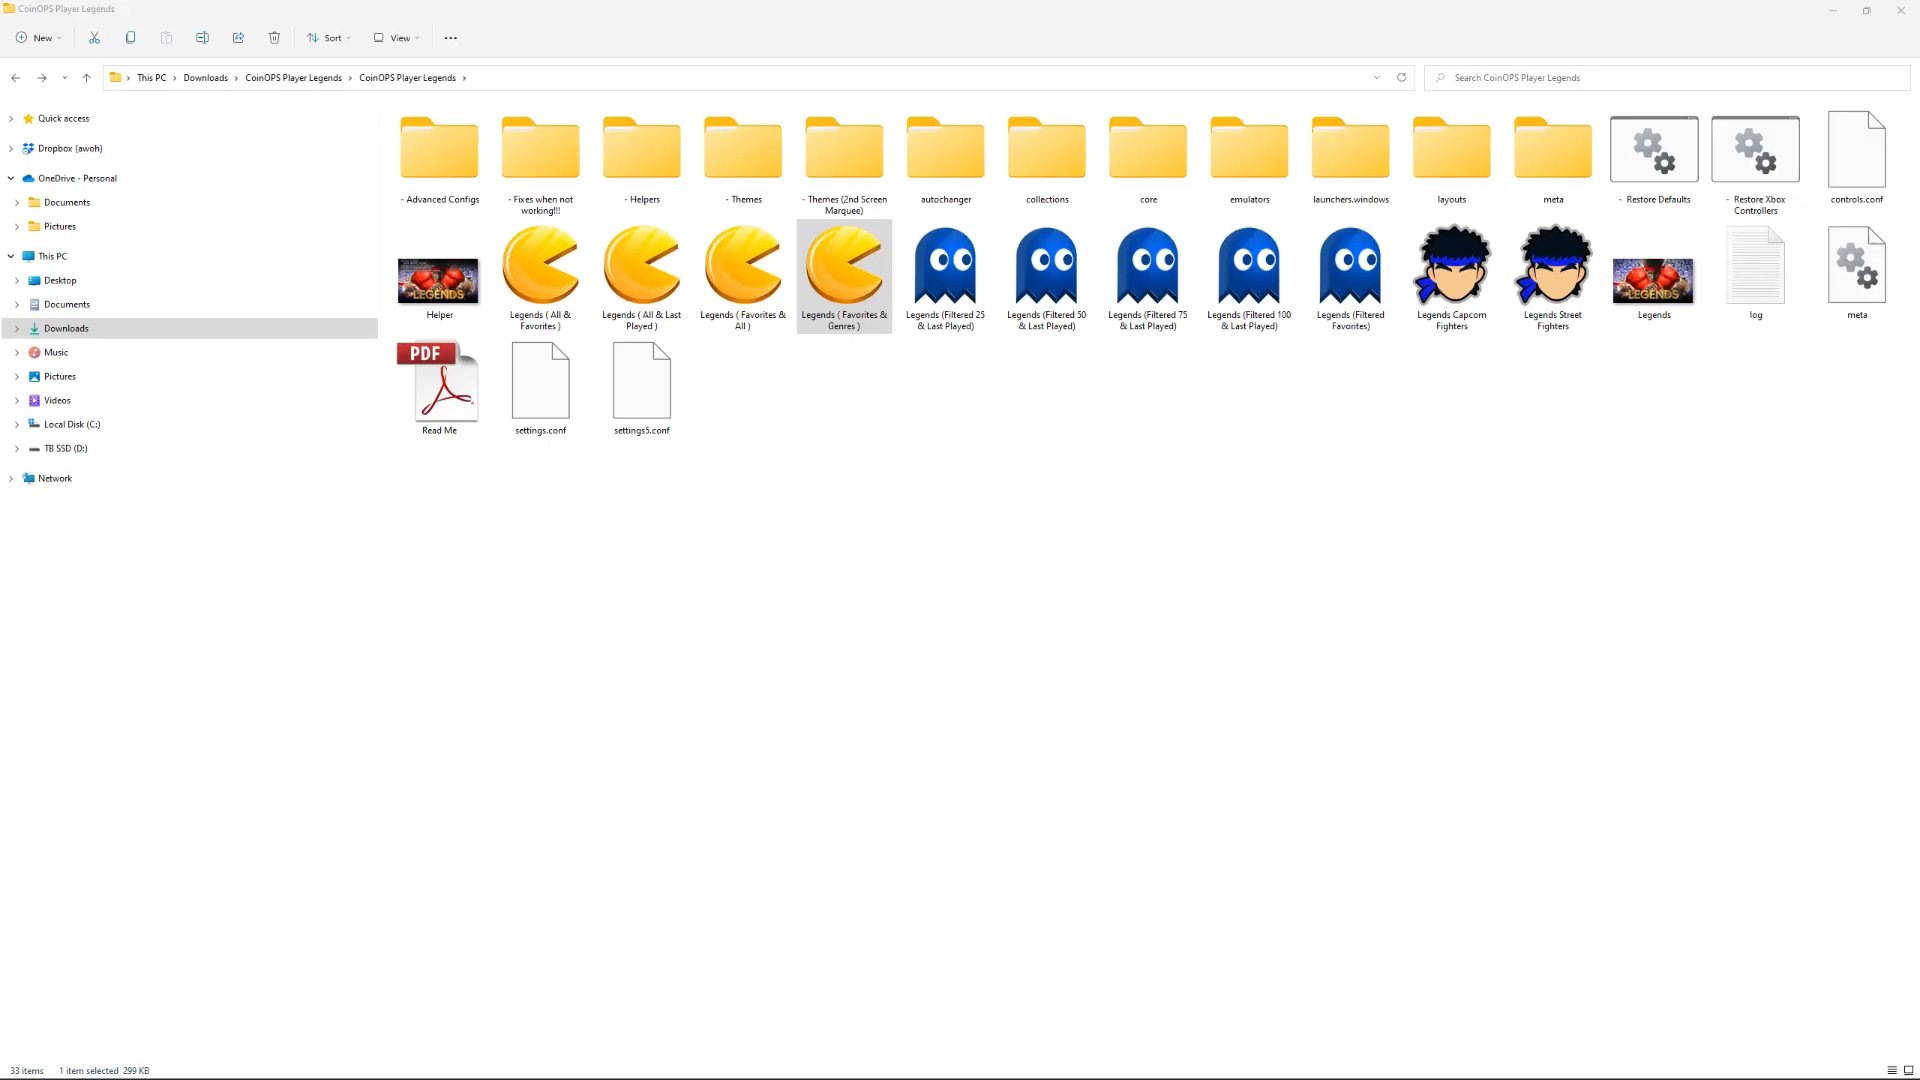 CoinOPS Player Legends
New
Sort
View
This PC
Downloads
CoinOPS Player Legends
CoinOPS Player Legends
Search CoinOPS Player Legends
Quick access
Dropbox (awoh)
OneDrive - Personal
Documents
Pictures
This PC
Desktop
Documents
Downloads
Music
Pictures
Videos
Local Disk (C:)
TB SSD (D:)
Network
- Advanced Configs
- Fixes when not
working!!!
- Helpers
- Themes
- Themes (2nd Screen
Marquee)
autochanger
collections
core
emulators
launchers.windows
layouts
meta
- Restore Defaults
- Restore Xbox
Controllers
controls.conf
LEGENDS
Helper
Legends ( All &
Favorites )
Legends ( All & Last
Played )
Legends ( Favorites &
All )
Legends ( Favorites &
Genres )
Legends (Filtered 25
& Last Played)
Legends (Filtered 50
& Last Played)
Legends (Filtered 75
& Last Played)
Legends (Filtered 100
& Last Played)
Legends (Filtered
Favorites)
Legends Capcom
Fighters
Legends Street
Fighters
LEGENDS
Legends
log
meta
PDF
Read Me
settings.conf
settings5.conf
33 items
1 item selected 299 KB